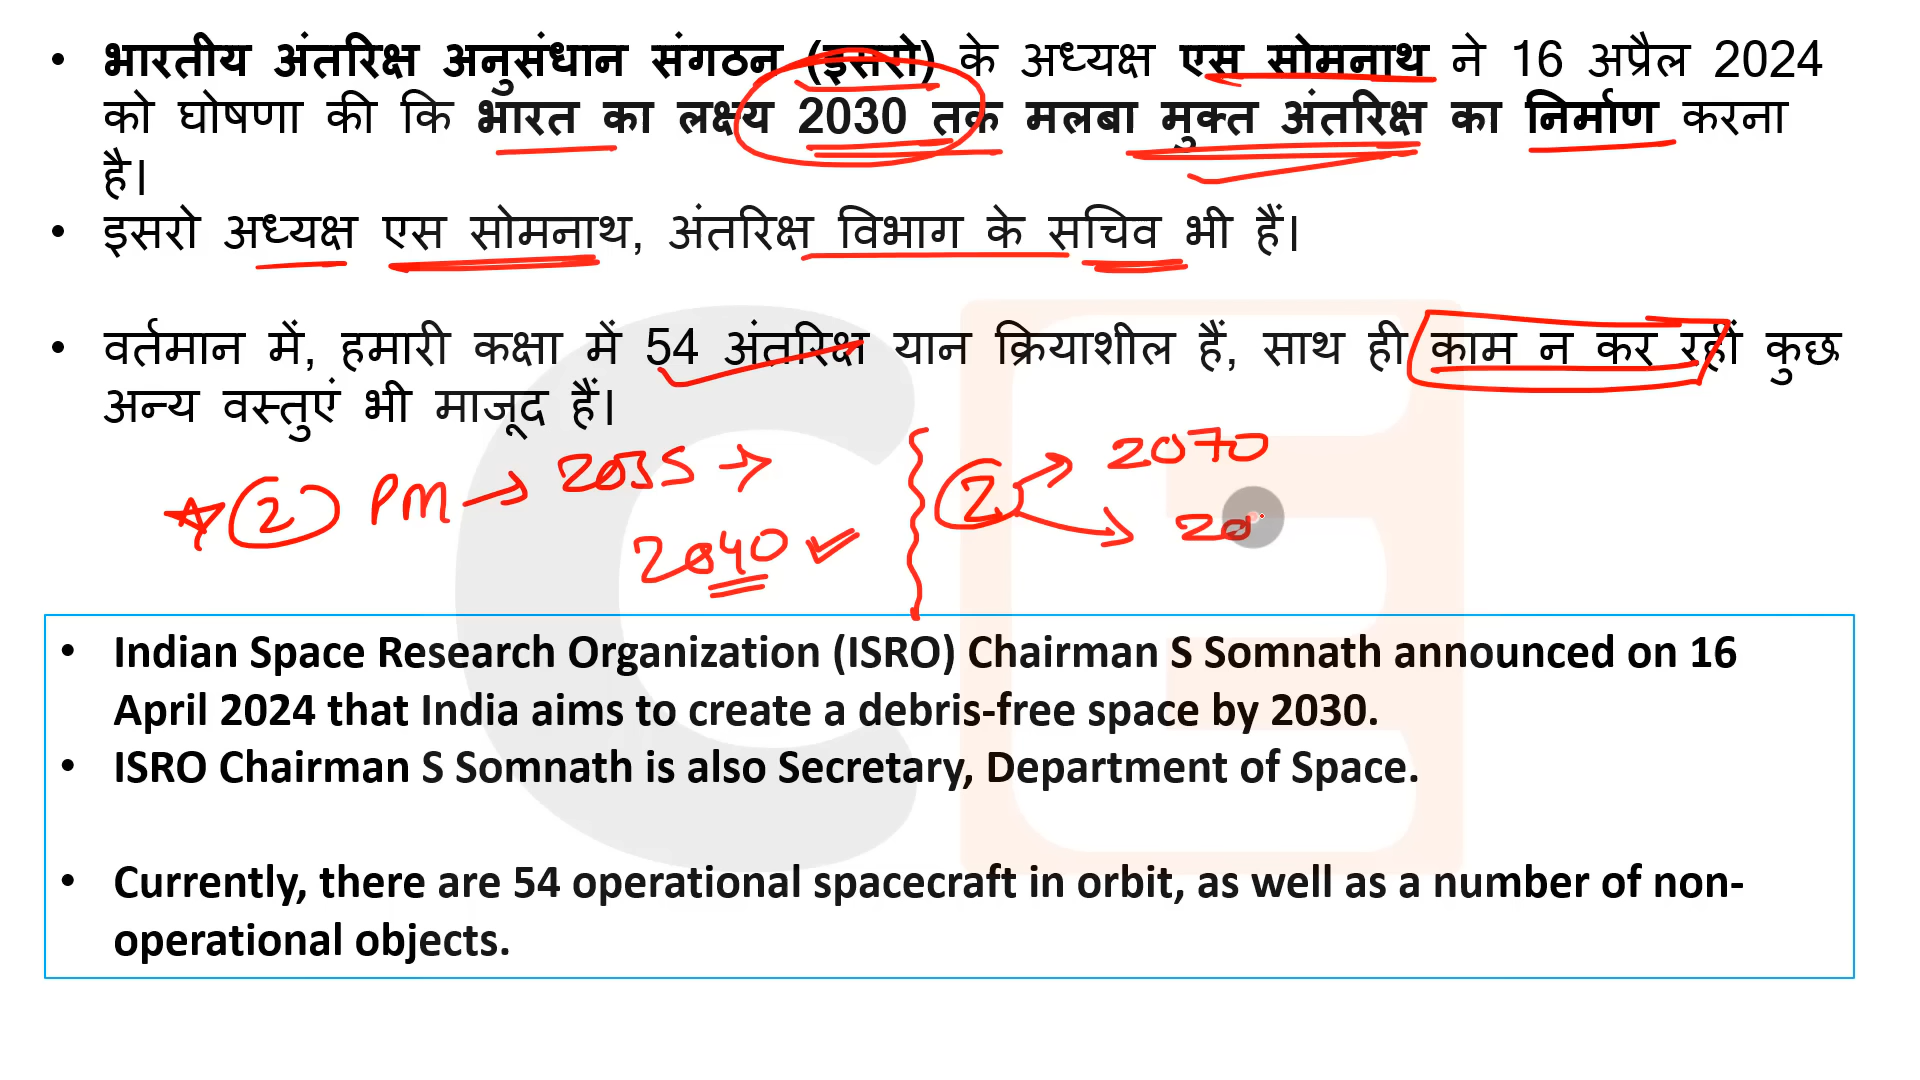 • भारतीय अंतरिक्ष अनुसंधान संगठन (इसरो) के अध्यक्ष एस सोमनाथ ने 16 अप्रैल 2024
को घोषणा की कि भारत का लक्ष्य 2030 तक मलबा मुक्त अंतरिक्ष का निर्माण करना
है।
• इसरो अध्यक्ष एस सोमनाथ, अंतरिक्ष विभाग के सचिव भी हैं।
• वर्तमान में, हमारी कक्षा में 54 अंतरिक्ष यान क्रियाशील हैं, साथ ही काम न कर रहीं कुछ
अन्य वस्तुएं भी माजूद हैं।
2 PM → 2035 →
2040
2 → 2070
→ 20
• Indian Space Research Organization (ISRO) Chairman S Somnath announced on 16
April 2024 that India aims to create a debris-free space by 2030.
• ISRO Chairman S Somnath is also Secretary, Department of Space.
• Currently, there are 54 operational spacecraft in orbit, as well as a number of non-
operational objects.